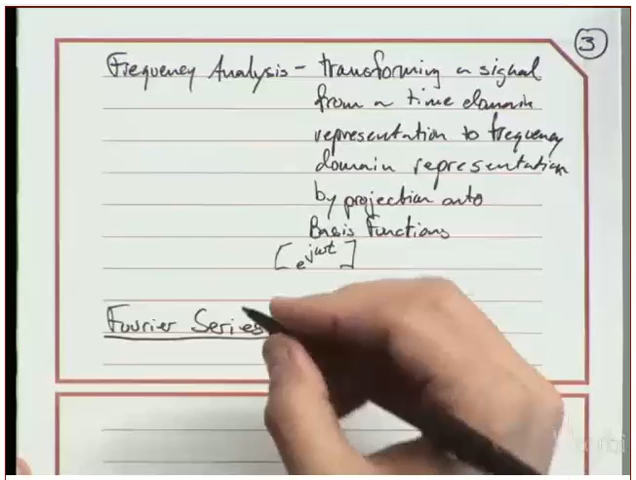 3
Frequency Analysis - transforming a signal
from a time domain
representation to frequency
domain representation
by projection onto
Basis Functions
[e^jωt]
Fourier Series